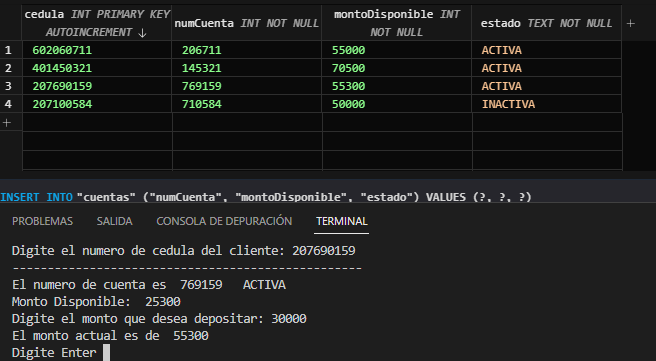 cedula INT PRIMARY KEY AUTOINCREMENT ↓ numCuenta INT NOT NULL montoDisponible INT NOT NULL estado TEXT NOT NULL +
1 602060711 206711 55000 ACTIVA
2 401450321 145321 70500 ACTIVA
3 207690159 769159 55300 ACTIVA
4 207100584 710584 50000 INACTIVA
+
INSERT INTO "cuentas" ("numCuenta", "montoDisponible", "estado") VALUES (?, ?, ?)
PROBLEMAS SALIDA CONSOLA DE DEPURACIÓN TERMINAL
Digite el numero de cedula del cliente: 207690159
--------------------------------------------------
El numero de cuenta es  769159   ACTIVA
Monto Disponible:  25300
Digite el monto que desea depositar: 30000
El monto actual es de  55300
Digite Enter